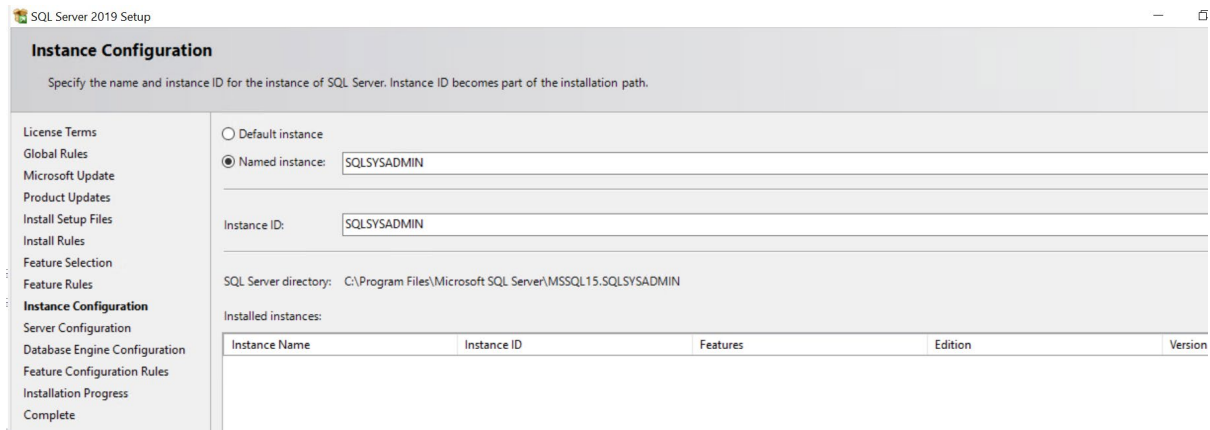 SQL Server 2019 Setup
Instance Configuration
Specify the name and instance ID for the instance of SQL Server. Instance ID becomes part of the installation path.
License Terms
Global Rules
Microsoft Update
Product Updates
Install Setup Files
Install Rules
Feature Selection
Feature Rules
Instance Configuration
Server Configuration
Database Engine Configuration
Feature Configuration Rules
Installation Progress
Complete
Default instance
Named instance: SQLSYSADMIN
Instance ID: SQLSYSADMIN
SQL Server directory: C:\Program Files\Microsoft SQL Server\MSSQL15.SQLSYSADMIN
Installed instances:
Instance Name Instance ID Features Edition Version